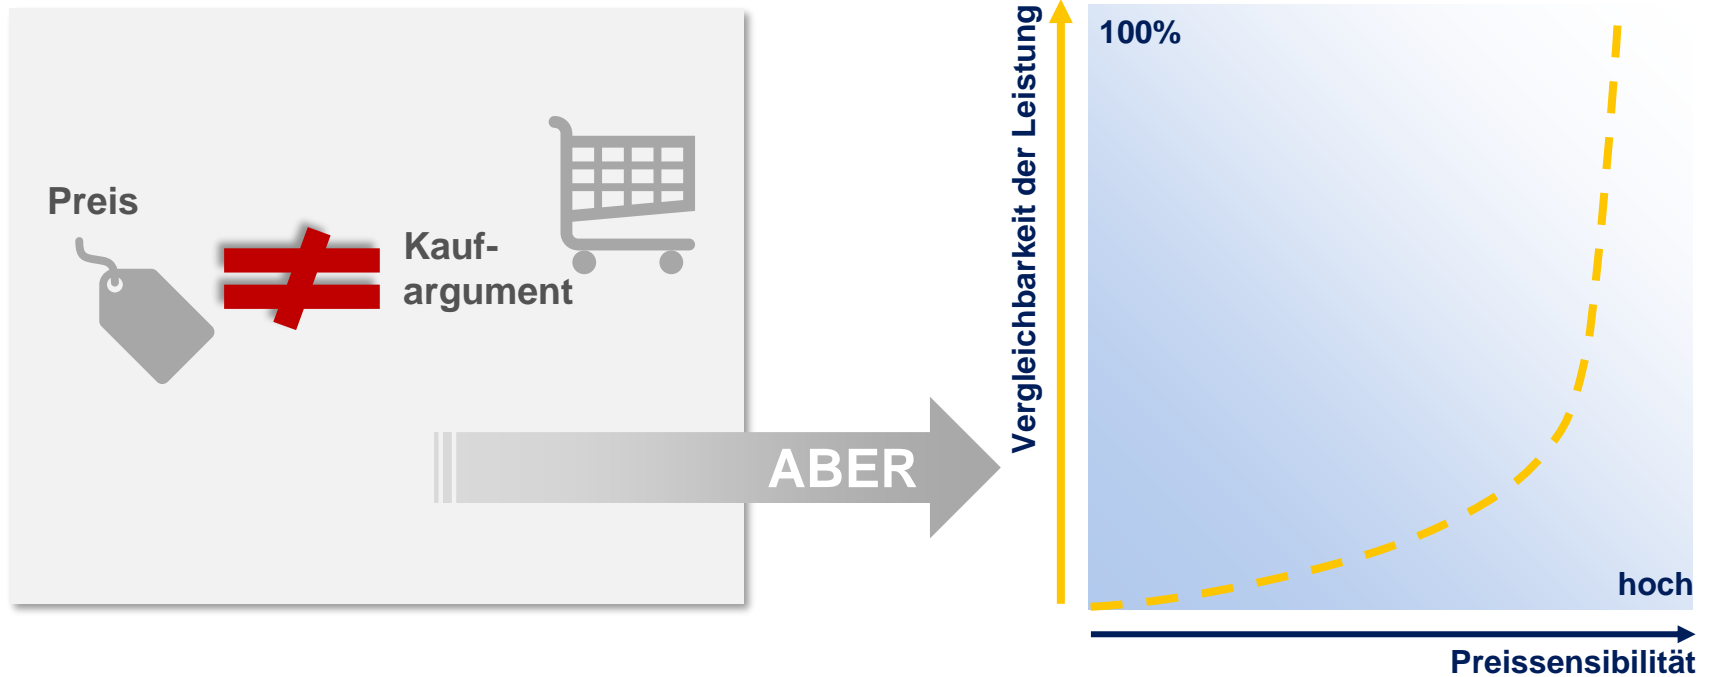 Preis
Kauf-
argument
ABER
Vergleichbarkeit der Leistung
100%
hoch
Preissensibilität